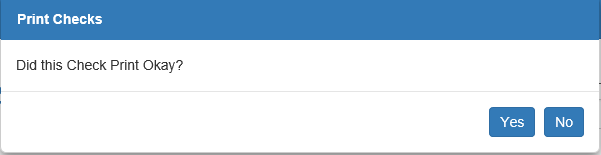 Print Checks
Did this Check Print Okay?
Yes No